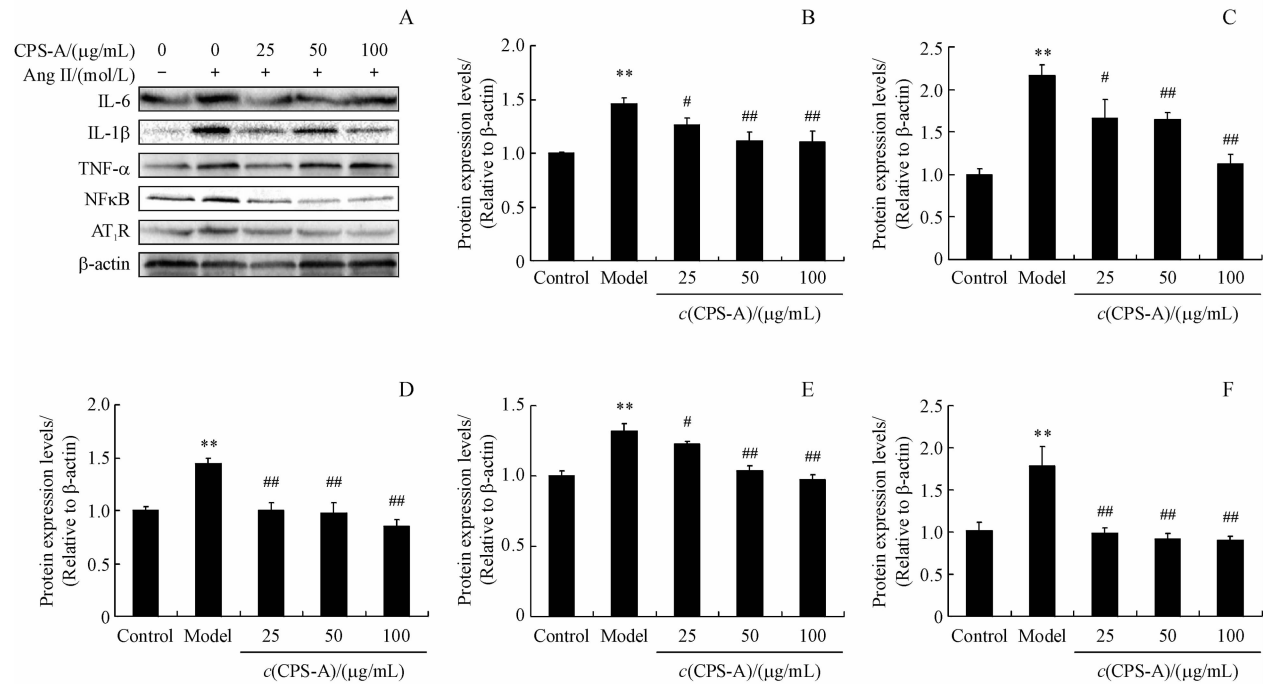 A
CPS-A/(μg/mL) 0 0 25 50 100
Ang II/(mol/L) − + + + +
IL-6
IL-1β
TNF-α
NFκB
AT₁R
β-actin
B
Protein expression levels/
(Relative to β-actin)
2.0
1.5
1.0
0.5
0
**
#
##
##
Control Model 25 50 100
c(CPS-A)/(μg/mL)
C
Protein expression levels/
(Relative to β-actin)
2.5
2.0
1.5
1.0
0.5
0
**
#
##
##
Control Model 25 50 100
c(CPS-A)/(μg/mL)
D
Protein expression levels/
(Relative to β-actin)
2.0
1.5
1.0
0.5
0
**
##
##
##
Control Model 25 50 100
c(CPS-A)/(μg/mL)
E
Protein expression levels/
(Relative to β-actin)
1.5
1.0
0.5
0
**
#
##
##
Control Model 25 50 100
c(CPS-A)/(μg/mL)
F
Protein expression levels/
(Relative to β-actin)
2.5
2.0
1.5
1.0
0.5
0
**
##
##
##
Control Model 25 50 100
c(CPS-A)/(μg/mL)